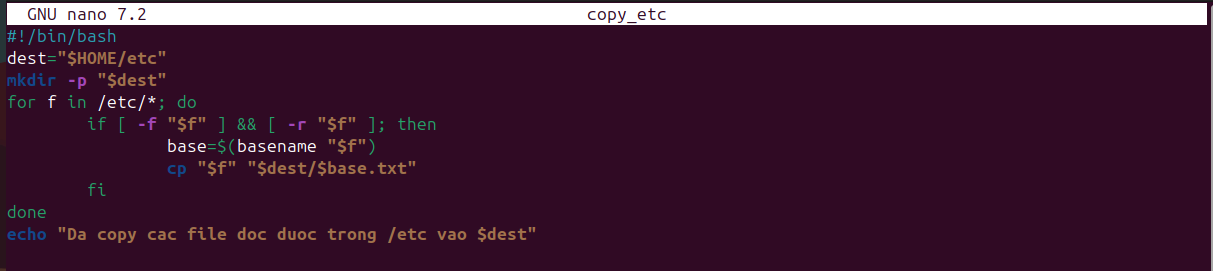 GNU nano 7.2 copy_etc
#!/bin/bash
dest="$HOME/etc"
mkdir -p "$dest"
for f in /etc/*; do
        if [ -f "$f" ] && [ -r "$f" ]; then
                base=$(basename "$f")
                cp "$f" "$dest/$base.txt"
        fi
done
echo "Da copy cac file doc duoc trong /etc vao $dest"